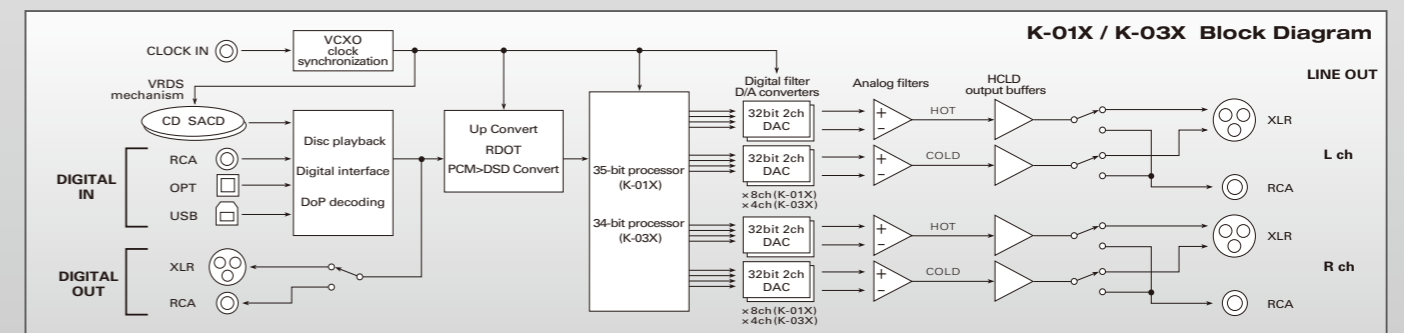 K-01X / K-03X Block Diagram
CLOCK IN
VCXO
clock
synchronization
VRDS
mechanism
CD SACD
DIGITAL
IN
RCA
OPT
USB
Disc playback
Digital interface
DoP decoding
DIGITAL
OUT
XLR
RCA
Up Convert
RDOT
PCM>DSD Convert
35-bit processor
(K-01X)
34-bit processor
(K-03X)
Digital filter
D/A converters
32bit 2ch
DAC
32bit 2ch
DAC
×8ch(K-01X)
×4ch(K-03X)
32bit 2ch
DAC
32bit 2ch
DAC
×8ch(K-01X)
×4ch(K-03X)
Analog filters
+
−
+
−
+
−
+
−
HOT
COLD
HOT
COLD
HCLD
output buffers
LINE OUT
XLR
L ch
RCA
XLR
R ch
RCA